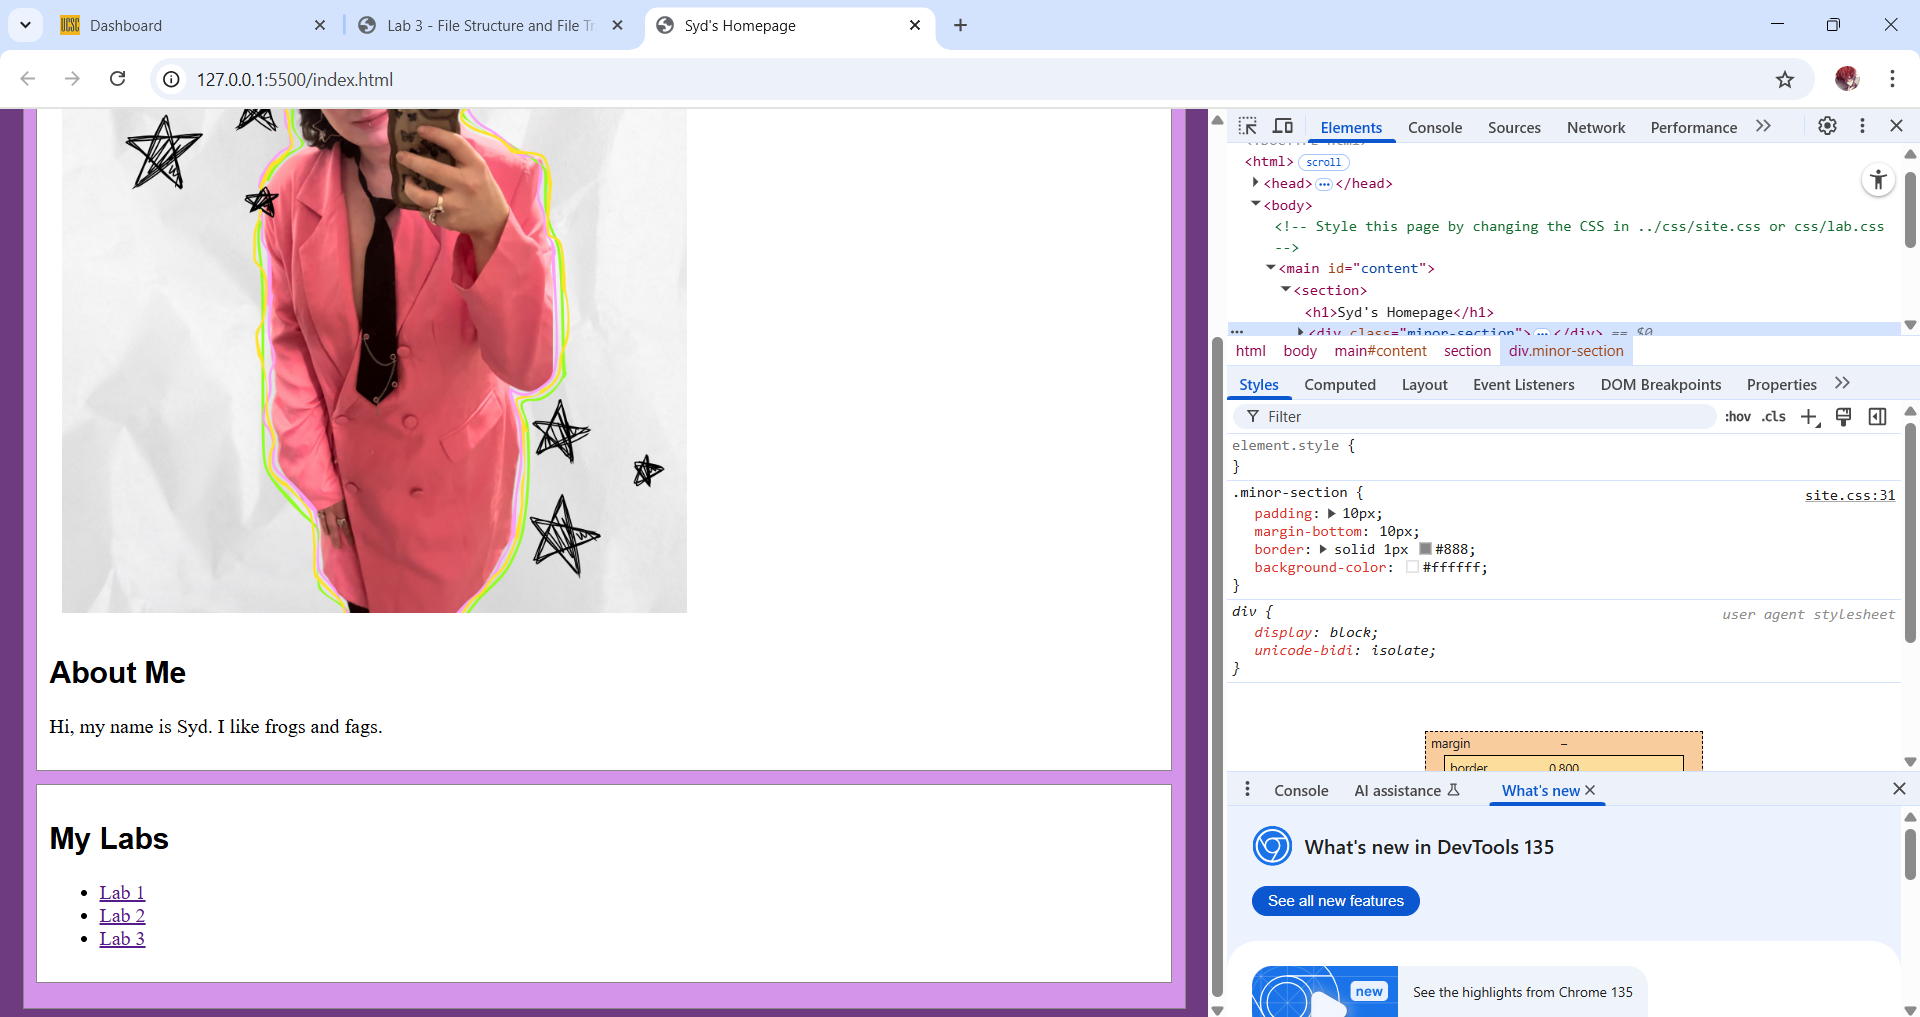 Dashboard
Lab 3 - File Structure and File Tr
Syd's Homepage
127.0.0.1:5500/index.html
About Me
Hi, my name is Syd. I like frogs and fags.
My Labs
Lab 1
Lab 2
Lab 3
Elements Console Sources Network Performance
<html> scroll
<head> ••• </head>
<body>
<!-- Style this page by changing the CSS in ../css/site.css or css/lab.css
-->
<main id="content">
<section>
<h1>Syd's Homepage</h1>
••• <div class="minor-section"> ••• </div> == $0
html body main#content section div.minor-section
Styles Computed Layout Event Listeners DOM Breakpoints Properties
Filter :hov .cls
element.style {
}
.minor-section { site.css:31
padding: 10px;
margin-bottom: 10px;
border: solid 1px #888;
background-color: #ffffff;
}
div { user agent stylesheet
display: block;
unicode-bidi: isolate;
}
margin –
border 0.800
Console AI assistance What's new
What's new in DevTools 135
See all new features
new
See the highlights from Chrome 135